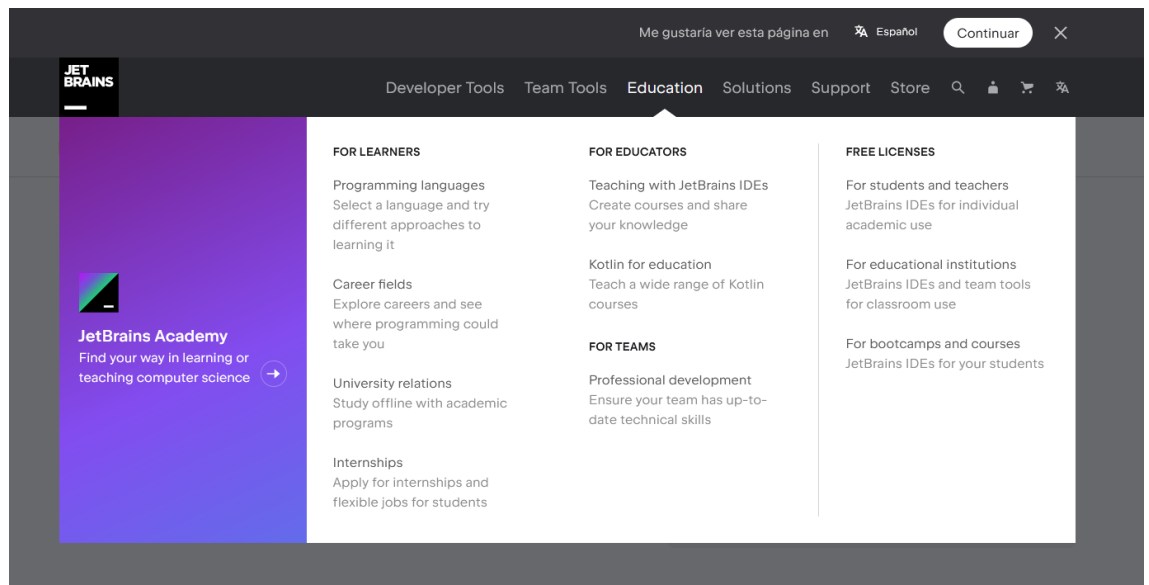 Me gustaría ver esta página en
Español
Continuar
JET
BRAINS
Developer Tools
Team Tools
Education
Solutions
Support
Store
JetBrains Academy
Find your way in learning or
teaching computer science
FOR LEARNERS
Programming languages
Select a language and try
different approaches to
learning it
Career fields
Explore careers and see
where programming could
take you
University relations
Study offline with academic
programs
Internships
Apply for internships and
flexible jobs for students
FOR EDUCATORS
Teaching with JetBrains IDEs
Create courses and share
your knowledge
Kotlin for education
Teach a wide range of Kotlin
courses
FOR TEAMS
Professional development
Ensure your team has up-to-
date technical skills
FREE LICENSES
For students and teachers
JetBrains IDEs for individual
academic use
For educational institutions
JetBrains IDEs and team tools
for classroom use
For bootcamps and courses
JetBrains IDEs for your students